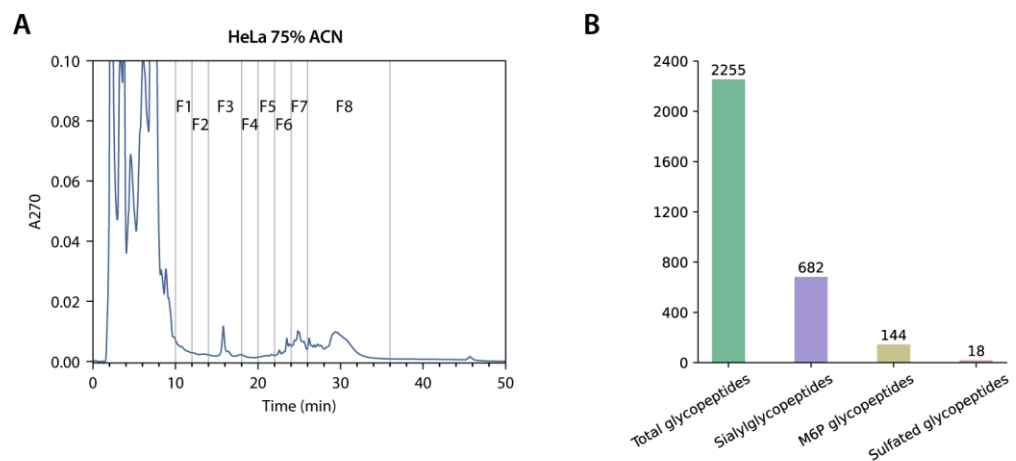 A
HeLa 75% ACN
0.10
0.08
0.06
0.04
0.02
0.00
A270
F1
F2
F3
F4
F5
F6
F7
F8
0
10
20
30
40
50
Time (min)
B
2400
2000
1600
1200
800
400
0
2255
682
144
18
Total glycopeptides
Sialylglycopeptides
M6P glycopeptides
Sulfated glycopeptides